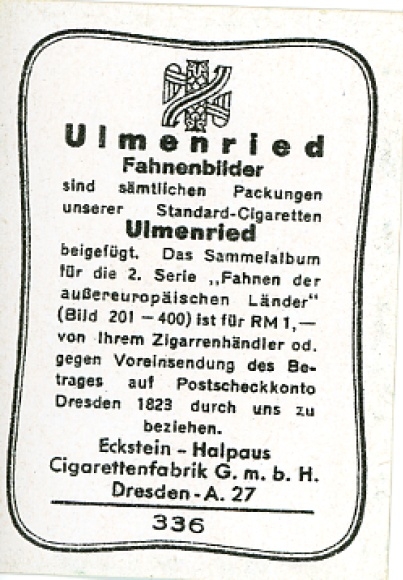 Ulmenried
Fahnenbilder
sind sämtlichen Packungen
unserer Standard-Cigaretten
Ulmenried
beigefügt. Das Sammelalbum
für die 2. Serie „Fahnen der
außereuropäischen Länder“
(Bild 201 – 400) ist für RM 1,—
von Ihrem Zigarrenhändler od.
gegen Voreinsendung des Be-
trages auf Postscheckkonto
Dresden 1823 durch uns zu
beziehen.
Eckstein - Halpaus
Cigarettenfabrik G. m. b. H.
Dresden - A. 27
336